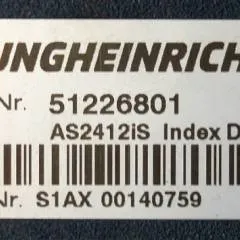 UNGHEINRICH
Nr. 51226801
AS2412iS Index D
Nr. S1AX 00140759